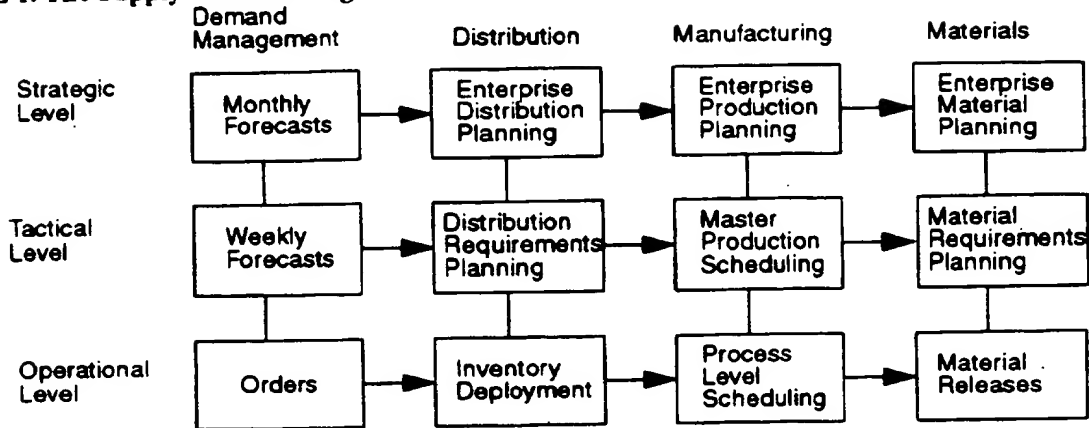 Demand
Management
Distribution
Manufacturing
Materials
Strategic
Level
Monthly
Forecasts
Enterprise
Distribution
Planning
Enterprise
Production
Planning
Enterprise
Material
Planning
Tactical
Level
Weekly
Forecasts
Distribution
Requirements
Planning
Master
Production
Scheduling
Material
Requirements
Planning
Operational
Level
Orders
Inventory
Deployment
Process
Level
Scheduling
Material
Releases